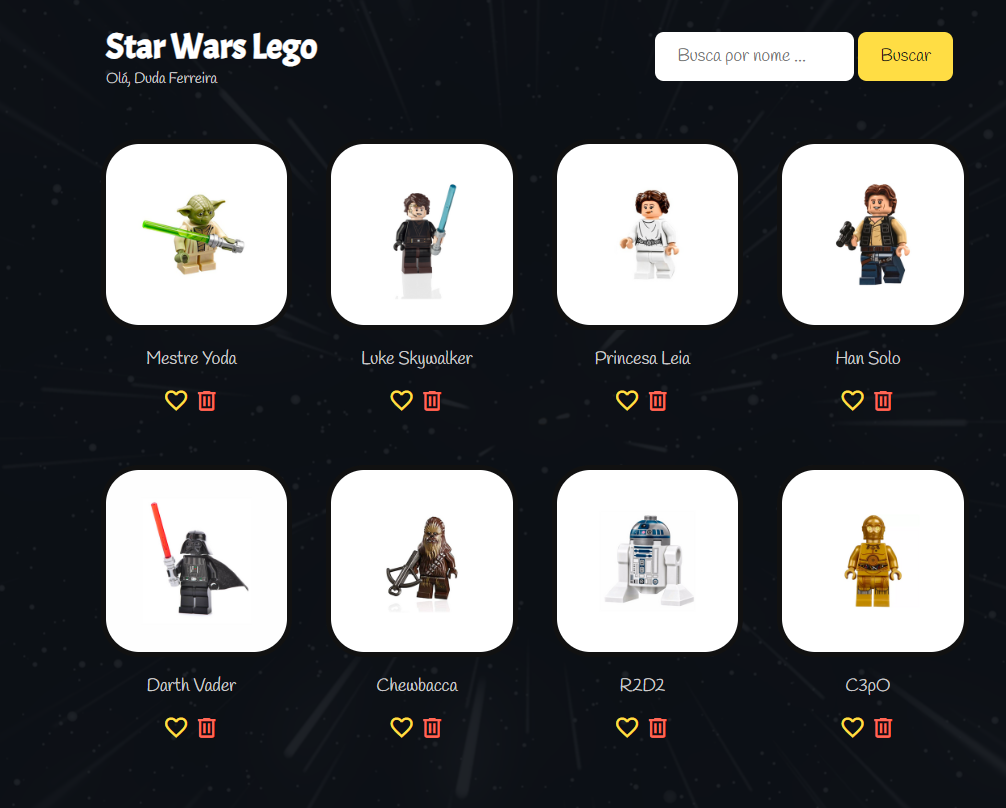 Star Wars Lego
Olá, Duda Ferreira
Busca por nome ...
Buscar
Mestre Yoda
Luke Skywalker
Princesa Leia
Han Solo
Darth Vader
Chewbacca
R2D2
C3pO